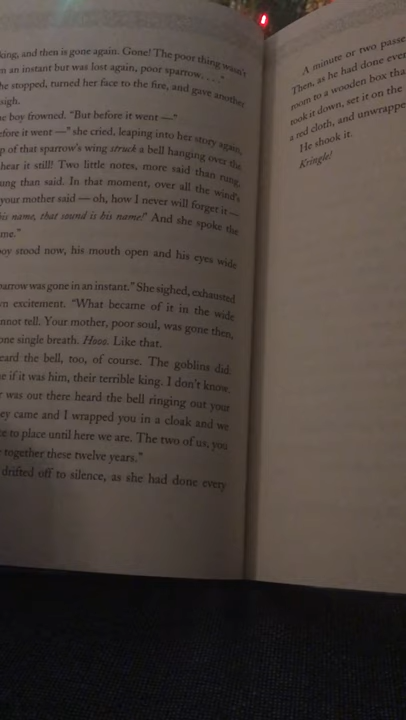 king, and then is gone again. Gone! The poor thing wasn't
n an instant but was lost again, poor sparrow. . . ."
he stopped, turned her face to the fire, and gave another
sigh.
e boy frowned. "But before it went —"
efore it went —" she cried, leaping into her story again,
p of that sparrow's wing struck a bell hanging over the
hear it still! Two little notes, more said than rung,
ung than said. In that moment, over all the wind's
your mother said — oh, how I never will forget it —
his name, that sound is his name!" And she spoke the
me."
boy stood now, his mouth open and his eyes wide
parrow was gone in an instant." She sighed, exhausted
n excitement. "What became of it in the wide
nnot tell. Your mother, poor soul, was gone then,
one single breath. Hooo. Like that.
eard the bell, too, of course. The goblins did.
e if it was him, their terrible king. I don't know.
r was out there heard the bell ringing out your
ey came and I wrapped you in a cloak and we
ce to place until here we are. The two of us, you
together these twelve years."
drifted off to silence, as she had done every
A minute or two passe
Then, as he had done ever
room to a wooden box tha
took it down, set it on the
a red cloth, and unwrappe
He shook it.
Kringle!